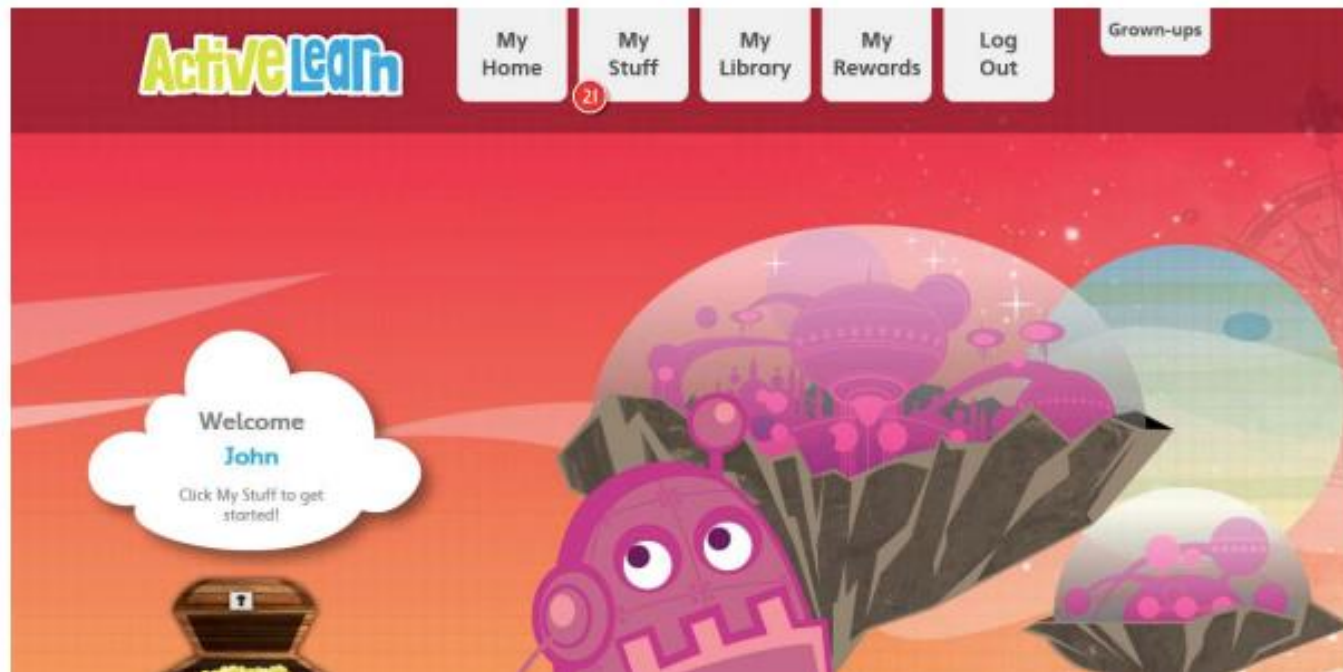 ActiveLearn
My
Home
My
Stuff
21
My
Library
My
Rewards
Log
Out
Grown-ups
Welcome
John
Click My Stuff to get
started!